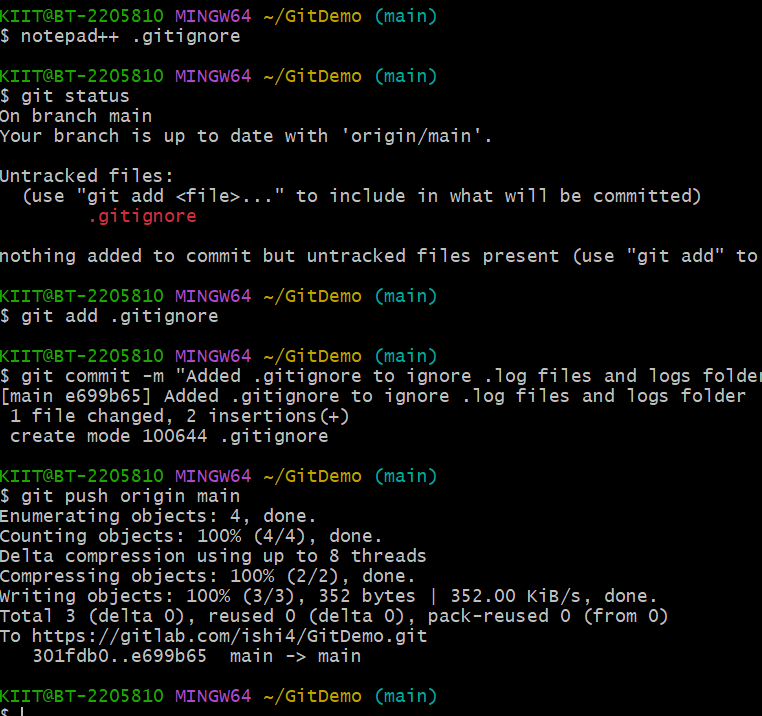 KIIT@BT-2205810 MINGW64 ~/GitDemo (main)
$ notepad++ .gitignore
KIIT@BT-2205810 MINGW64 ~/GitDemo (main)
$ git status
On branch main
Your branch is up to date with 'origin/main'.
Untracked files:
  (use "git add <file>..." to include in what will be committed)
        .gitignore
nothing added to commit but untracked files present (use "git add" to
KIIT@BT-2205810 MINGW64 ~/GitDemo (main)
$ git add .gitignore
KIIT@BT-2205810 MINGW64 ~/GitDemo (main)
$ git commit -m "Added .gitignore to ignore .log files and logs folder
[main e699b65] Added .gitignore to ignore .log files and logs folder
 1 file changed, 2 insertions(+)
 create mode 100644 .gitignore
KIIT@BT-2205810 MINGW64 ~/GitDemo (main)
$ git push origin main
Enumerating objects: 4, done.
Counting objects: 100% (4/4), done.
Delta compression using up to 8 threads
Compressing objects: 100% (2/2), done.
Writing objects: 100% (3/3), 352 bytes | 352.00 KiB/s, done.
Total 3 (delta 0), reused 0 (delta 0), pack-reused 0 (from 0)
To https://gitlab.com/ishi4/GitDemo.git
   301fdb0..e699b65  main -> main
KIIT@BT-2205810 MINGW64 ~/GitDemo (main)
$